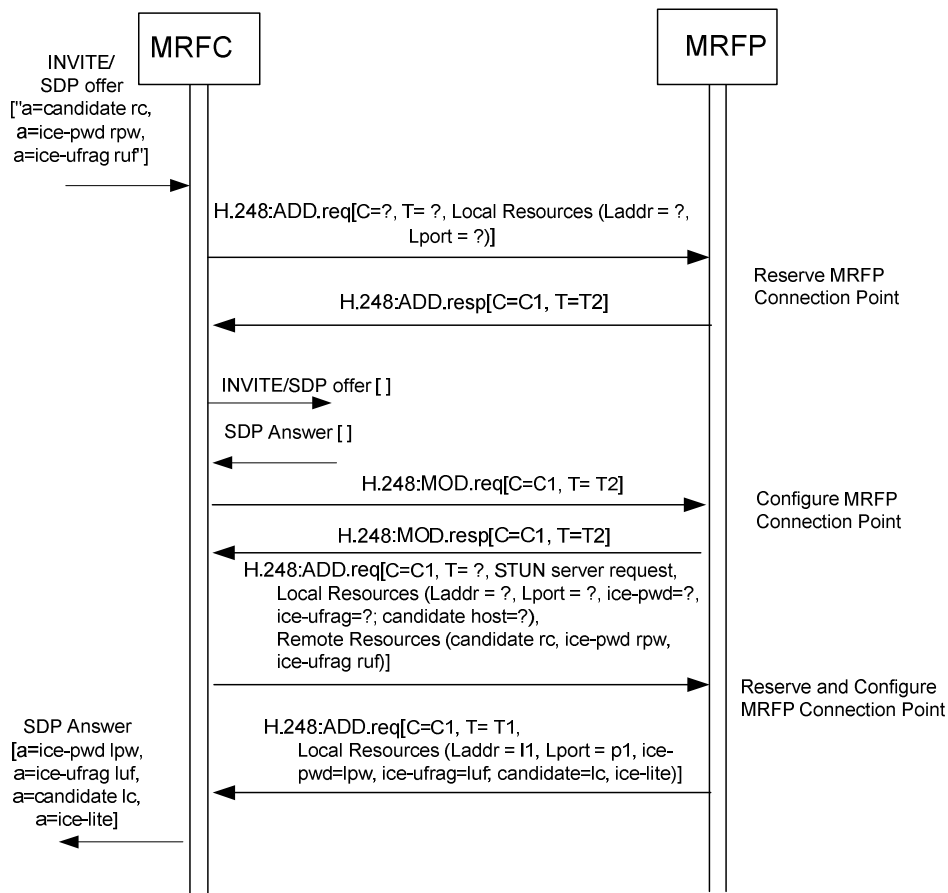 MRFC
MRFP
INVITE/
SDP offer
["a=candidate rc,
a=ice-pwd rpw,
a=ice-ufrag ruf"]
H.248:ADD.req[C=?, T= ?, Local Resources (Laddr = ?,
Lport = ?)]
Reserve MRFP
Connection Point
H.248:ADD.resp[C=C1, T=T2]
INVITE/SDP offer [ ]
SDP Answer [ ]
H.248:MOD.req[C=C1, T= T2]
Configure MRFP
Connection Point
H.248:MOD.resp[C=C1, T=T2]
H.248:ADD.req[C=C1, T= ?, STUN server request,
Local Resources (Laddr = ?, Lport = ?, ice-pwd=?,
ice-ufrag=?; candidate host=?),
Remote Resources (candidate rc, ice-pwd rpw,
ice-ufrag ruf)]
Reserve and Configure
MRFP Connection Point
H.248:ADD.req[C=C1, T= T1,
Local Resources (Laddr = l1, Lport = p1, ice-
pwd=lpw, ice-ufrag=luf; candidate=lc, ice-lite)]
SDP Answer
[a=ice-pwd lpw,
a=ice-ufrag luf,
a=candidate lc,
a=ice-lite]